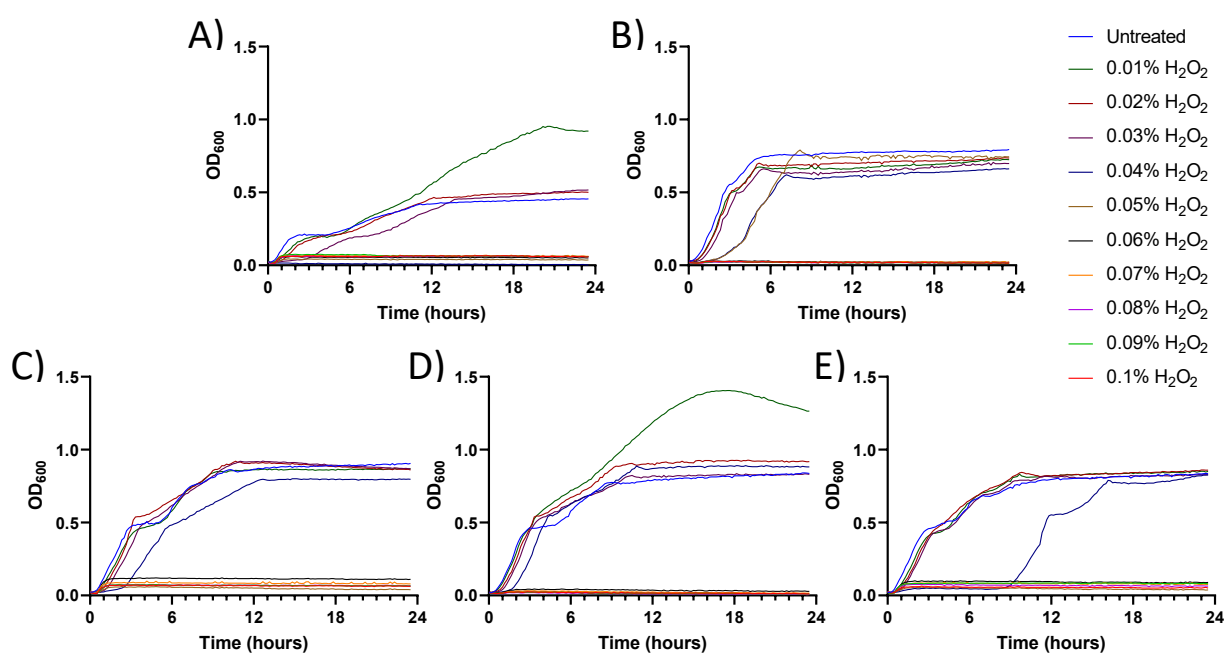 A)
1.5
1.0
0.5
0.0
OD₆₀₀
0
6
12
18
24
Time (hours)
B)
1.5
1.0
0.5
0.0
OD₆₀₀
0
6
12
18
24
Time (hours)
Untreated
0.01% H₂O₂
0.02% H₂O₂
0.03% H₂O₂
0.04% H₂O₂
0.05% H₂O₂
0.06% H₂O₂
0.07% H₂O₂
0.08% H₂O₂
0.09% H₂O₂
0.1% H₂O₂
C)
1.5
1.0
0.5
0.0
OD₆₀₀
0
6
12
18
24
Time (hours)
D)
1.5
1.0
0.5
0.0
OD₆₀₀
0
6
12
18
24
Time (hours)
E)
1.5
1.0
0.5
0.0
OD₆₀₀
0
6
12
18
24
Time (hours)